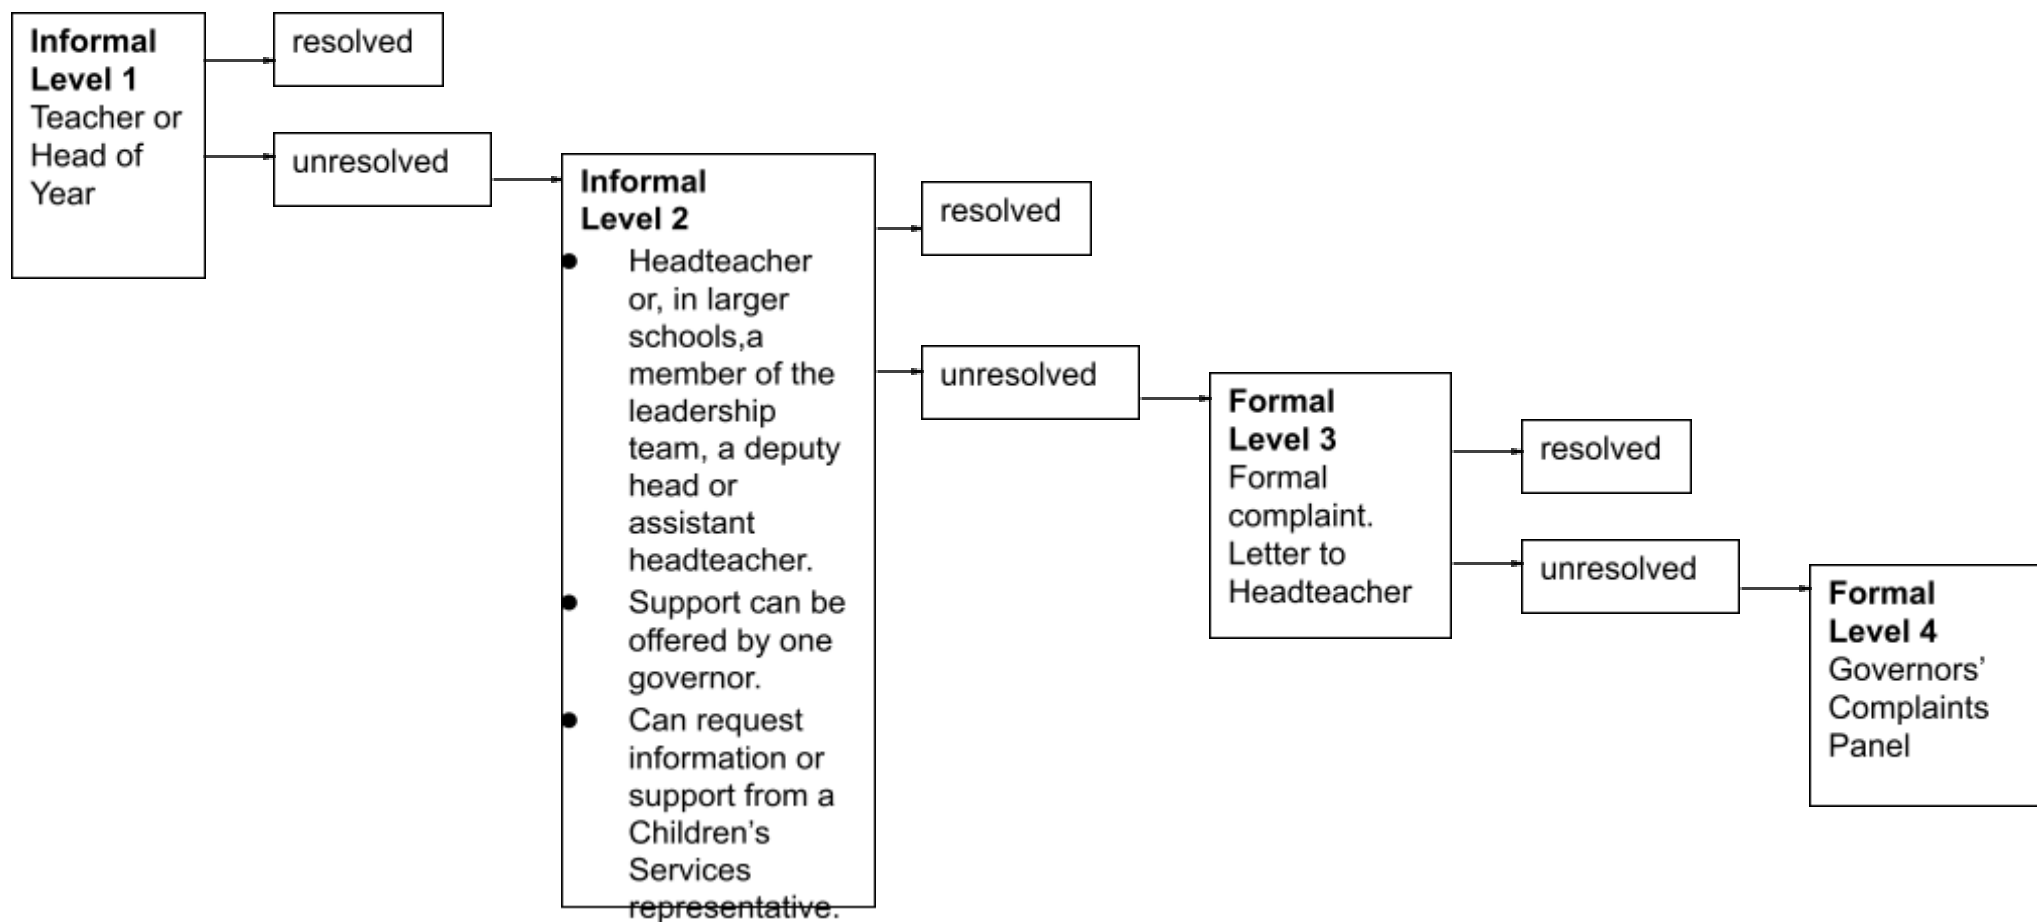 Informal
Level 1
Teacher or
Head of
Year
resolved
unresolved
Informal
Level 2
● Headteacher
or, in larger
schools,a
member of the
leadership
team, a deputy
head or
assistant
headteacher.
● Support can be
offered by one
governor.
● Can request
information or
support from a
Children’s
Services
representative.
resolved
unresolved
Formal
Level 3
Formal
complaint.
Letter to
Headteacher
resolved
unresolved
Formal
Level 4
Governors’
Complaints
Panel